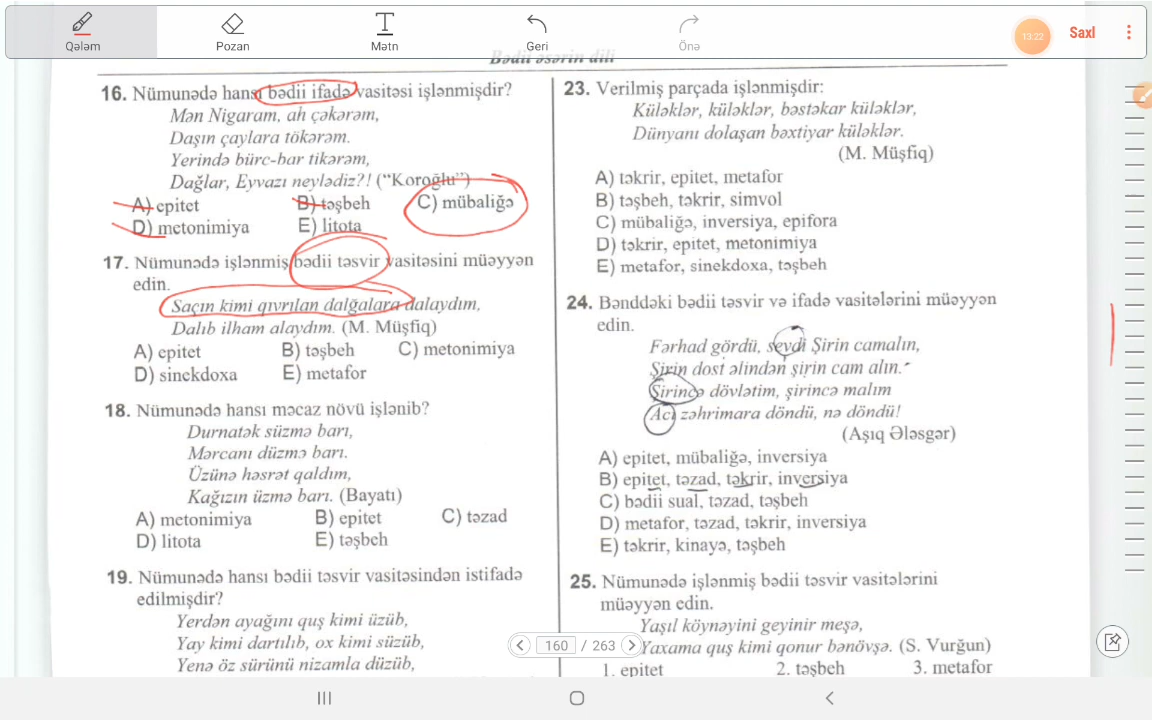 Qələm
Pozan
Mətn
Geri
Önə
13:22
Saxl
Bədii əsərin dili
16. Nümunədə hansı bədii ifadə vasitəsi işlənmişdir?
Mən Nigaram, ah çəkərəm,
Daşın çaylara tökərəm.
Yerində bürc-bar tikərəm,
Dağlar, Eyvazı neylədiz?! (“Koroğlu”)
A) epitet B) təşbeh C) mübaliğə
D) metonimiya E) litota
17. Nümunədə işlənmiş bədii təsvir vasitəsini müəyyən
edin.
Saçın kimi qıvrılan dalğalara dalaydım,
Dalıb ilham alaydım. (M. Müşfiq)
A) epitet B) təşbeh C) metonimiya
D) sinekdoxa E) metafor
18. Nümunədə hansı məcaz növü işlənib?
Durnatək süzmə barı,
Mərcanı düzmə barı.
Üzünə həsrət qaldım,
Kağızın üzmə barı. (Bayatı)
A) metonimiya B) epitet C) təzad
D) litota E) təşbeh
19. Nümunədə hansı bədii təsvir vasitəsindən istifadə
edilmişdir?
Yerdən ayağını quş kimi üzüb,
Yay kimi dartılıb, ox kimi süzüb,
Yenə öz sürünü nizamla düzüb,
23. Verilmiş parçada işlənmişdir:
Küləklər, küləklər, bəstəkar küləklər,
Dünyanı dolaşan bəxtiyar küləklər.
(M. Müşfiq)
A) təkrir, epitet, metafor
B) təşbeh, təkrir, simvol
C) mübaliğə, inversiya, epifora
D) təkrir, epitet, metonimiya
E) metafor, sinekdoxa, təşbeh
24. Bənddəki bədii təsvir və ifadə vasitələrini müəyyən
edin.
Fərhad gördü, sevdi Şirin camalın,
Şirin dost əlindən şirin cam alın.
Şirincə dövlətim, şirincə malım
Acı zəhrimara döndü, nə döndü!
(Aşıq Ələsgər)
A) epitet, mübaliğə, inversiya
B) epitet, təzad, təkrir, inversiya
C) bədii sual, təzad, təşbeh
D) metafor, təzad, təkrir, inversiya
E) təkrir, kinayə, təşbeh
25. Nümunədə işlənmiş bədii təsvir vasitələrini
müəyyən edin.
Yaşıl köynəyini geyinir meşə,
Yaxama quş kimi qonur bənövşə. (S. Vurğun)
1. epitet 2. təşbeh 3. metafor
160 / 263